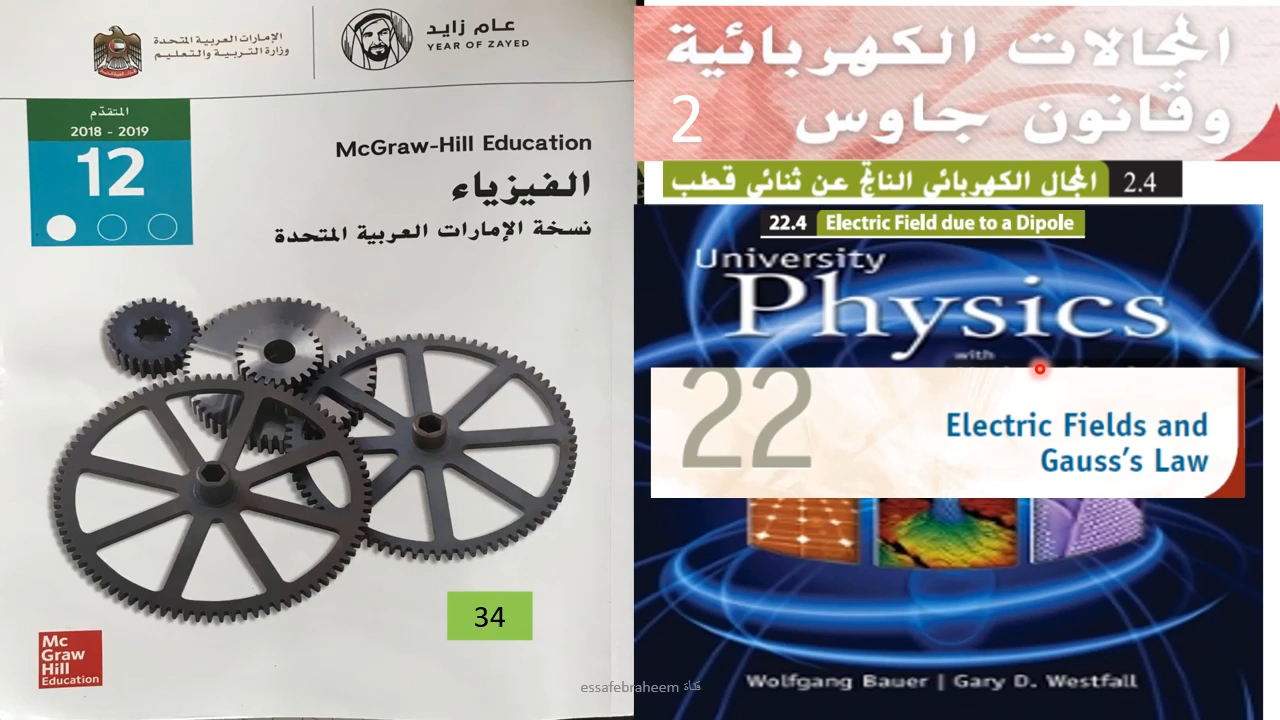 الإمارات العربية المتحدة
وزارة التربية والتعليم
عام زايد
YEAR OF ZAYED
المتقدّم
2018 - 2019
12
McGraw-Hill Education
الفيزياء
نسخة الإمارات العربية المتحدة
34
Mc
Graw
Hill
Education
المجالات الكهربائية
وقانون جاوس
2
2.4 المجال الكهربائي الناتج عن ثنائي قطب
22.4 Electric Field due to a Dipole
University
Physics
with
22
Electric Fields and
Gauss's Law
Wolfgang Bauer | Gary D. Westfall
essafebraheem قناة